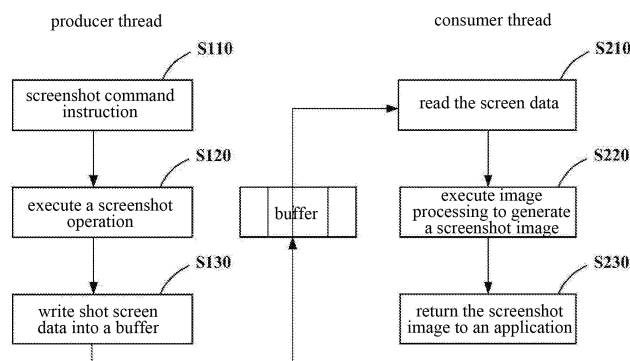 producer thread
S110
screenshot command
instruction
S120
execute a screenshot
operation
S130
write shot screen
data into a buffer
buffer
consumer thread
S210
read the screen data
S220
execute image
processing to generate
a screenshot image
S230
return the screenshot
image to an application